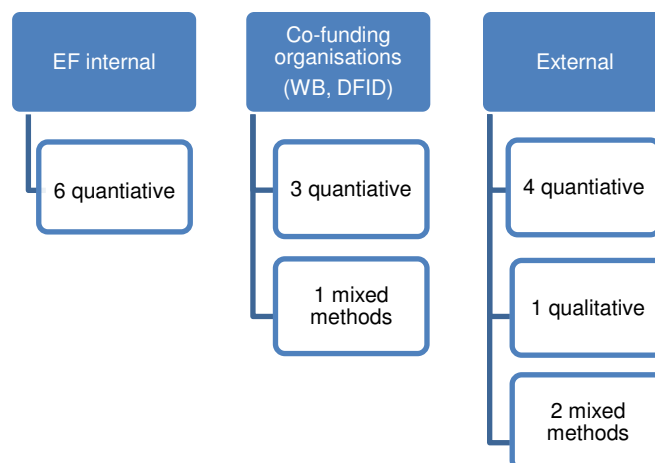 EF internal
6 quantiative
Co-funding
organisations
(WB, DFID)
3 quantiative
1 mixed
methods
External
4 quantiative
1 qualitative
2 mixed
methods